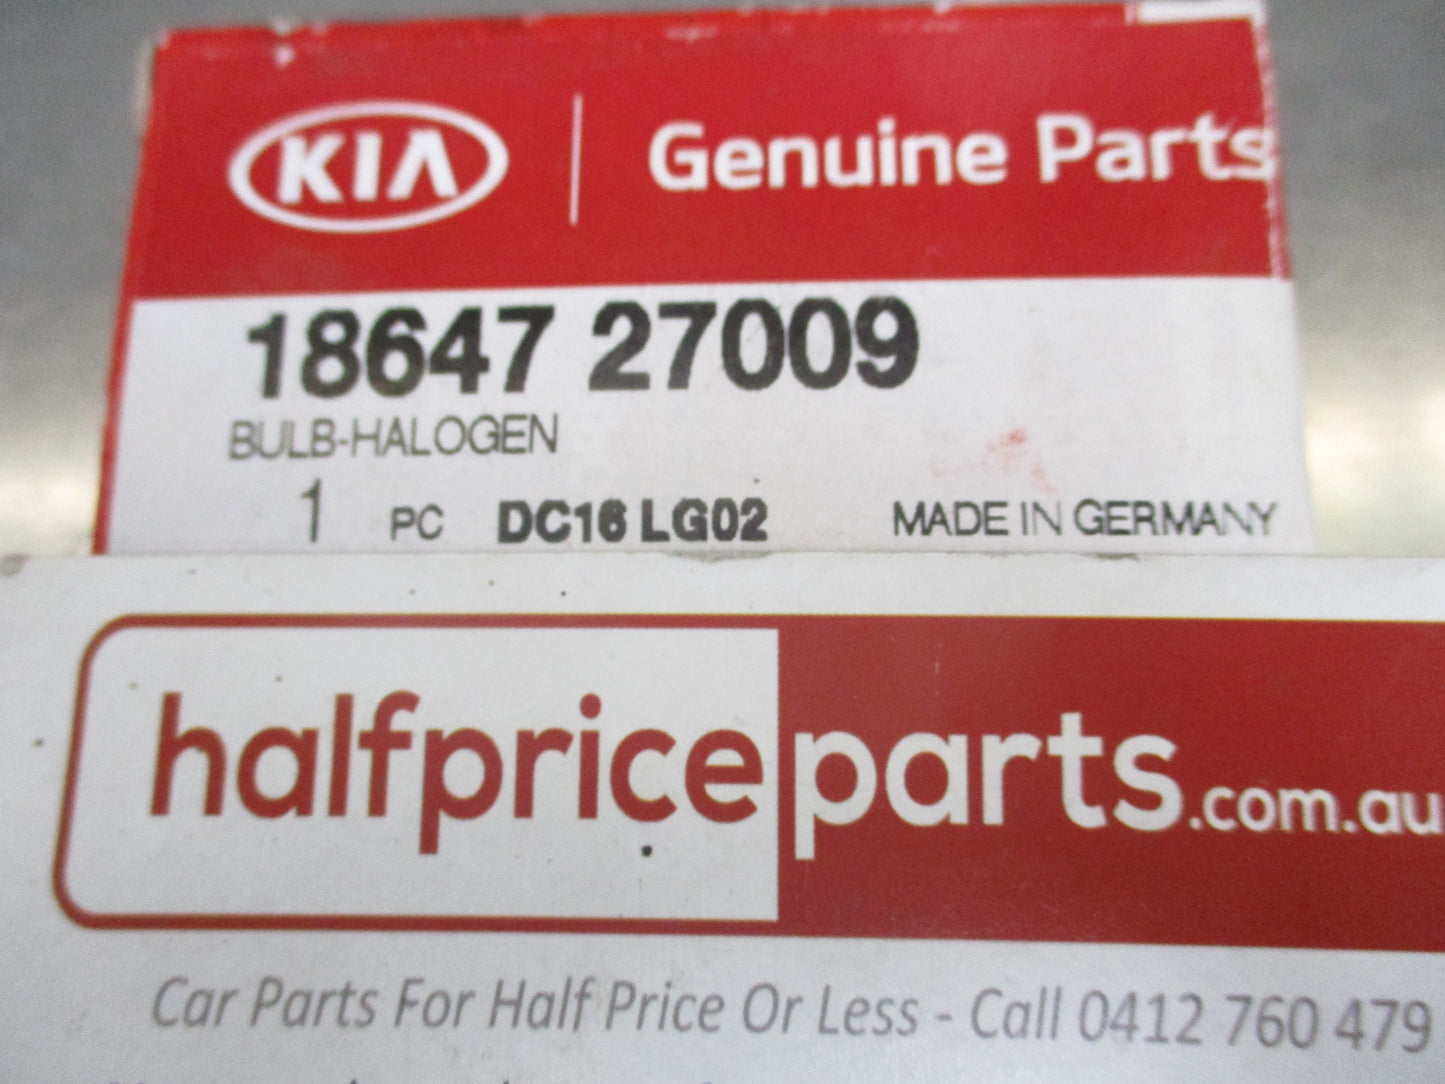 KIA Genuine Parts
18647 27009
BULB-HALOGEN
1 PC DC16 LG02 MADE IN GERMANY
halfpriceparts.com.au
Car Parts For Half Price Or Less - Call 0412 760 479